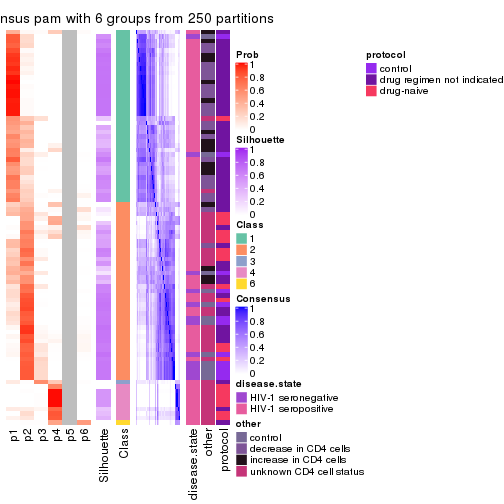 nsus pam with 6 groups from 250 partitions
p1
p2
p3
p4
p5
p6
Silhouette
Class
disease.state
other
protocol
Prob
1
0.8
0.6
0.4
0.2
0
Silhouette
1
0.8
0.6
0.4
0.2
0
Class
1
2
3
4
6
Consensus
1
0.8
0.6
0.4
0.2
0
disease.state
HIV-1 seronegative
HIV-1 seropositive
other
control
decrease in CD4 cells
increase in CD4 cells
unknown CD4 cell status
protocol
control
drug regimen not indicated
drug-naive